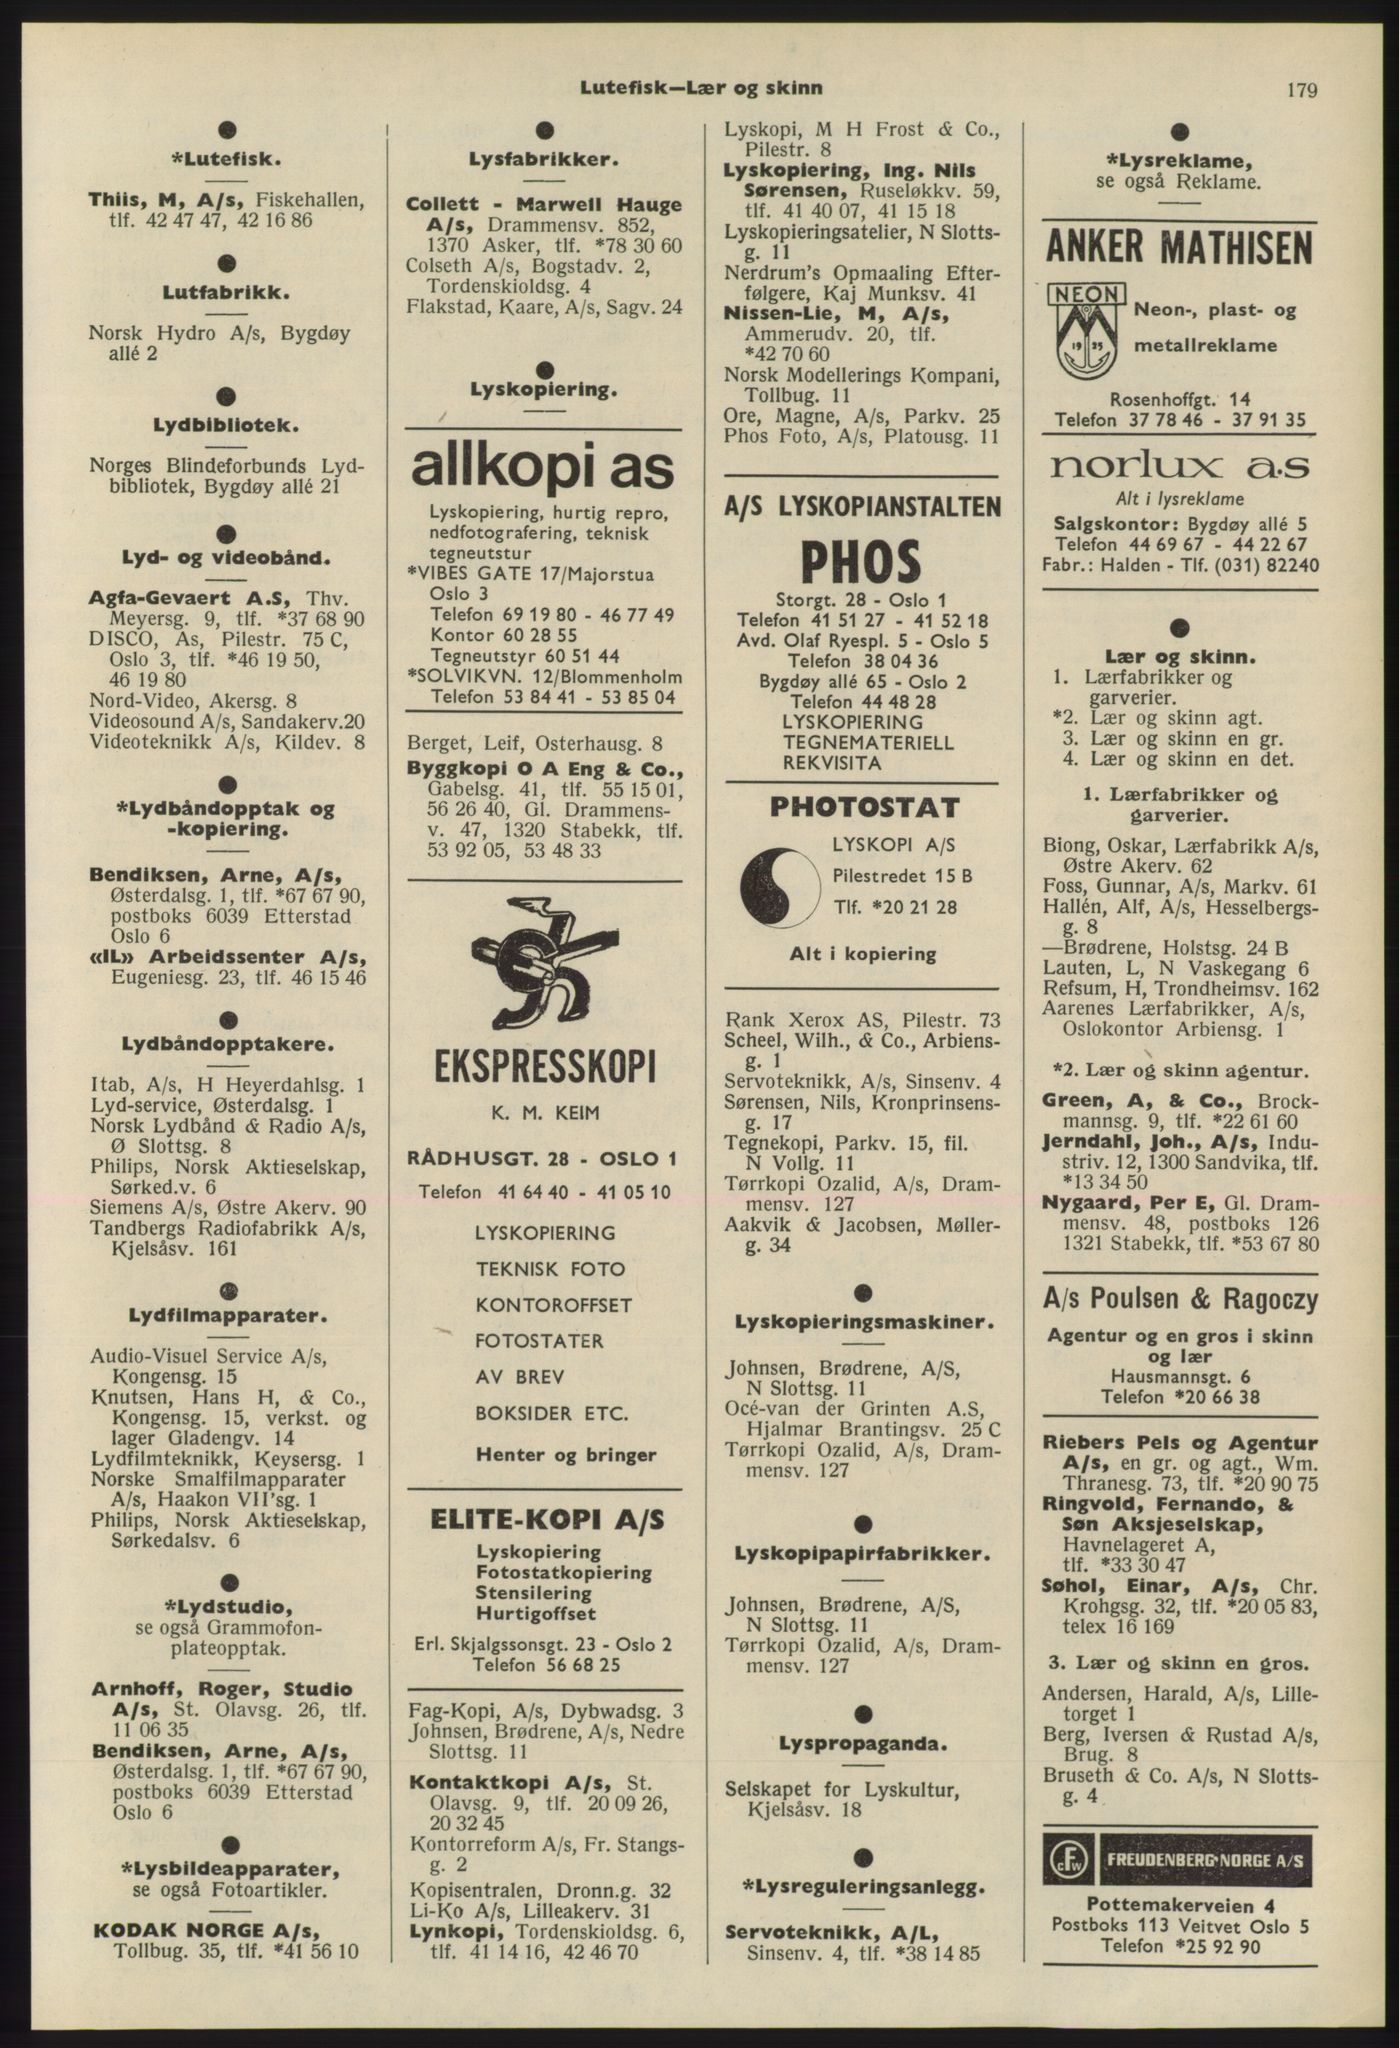 Lutefisk—Lær og skinn
179
*Lutefisk.
Thiis, M, A/s, Fiskehallen,
tlf. 42 47 47, 42 16 86
Lutfabrikk.
Norsk Hydro A/s, Bygdøy
allé 2
Lydbibliotek.
Norges Blindeforbunds Lyd-
bibliotek, Bygdøy allé 21
Lyd- og videobånd.
Agfa-Gevaert A.S, Thv.
Meyersg. 9, tlf. *37 68 90
DISCO, As, Pilestr. 75 C,
Oslo 3, tlf. *46 19 50,
46 19 80
Nord-Video, Akersg. 8
Videosound A/s, Sandakerv.20
Videoteknikk A/s, Kildev. 8
*Lydbåndopptak og
-kopiering.
Bendiksen, Arne, A/s,
Østerdalsg. 1, tlf. *67 67 90,
postboks 6039 Etterstad
Oslo 6
«IL» Arbeidssenter A/s,
Eugeniesg. 23, tlf. 46 15 46
Lydbåndopptakere.
Itab, A/s, H Heyerdahlsg. 1
Lyd-service, Østerdalsg. 1
Norsk Lydbånd & Radio A/s,
Ø Slottsg. 8
Philips, Norsk Aktieselskap,
Sørked.v. 6
Siemens A/s, Østre Akerv. 90
Tandbergs Radiofabrikk A/s,
Kjelsåsv. 161
Lydfilmapparater.
Audio-Visuel Service A/s,
Kongensg. 15
Knutsen, Hans H, & Co.,
Kongensg. 15, verkst. og
lager Gladengv. 14
Lydfilmteknikk, Keysersg. 1
Norske Smalfilmapparater
A/s, Haakon VII'sg. 1
Philips, Norsk Aktieselskap,
Sørkedalsv. 6
*Lydstudio,
se også Grammofon-
plateopptak.
Arnhoff, Roger, Studio
A/s, St. Olavsg. 26, tlf.
11 06 35
Bendiksen, Arne, A/s,
Østerdalsg. 1, tlf. *67 67 90,
postboks 6039 Etterstad
Oslo 6
*Lysbildeapparater,
se også Fotoartikler.
KODAK NORGE A/s,
Tollbug. 35, tlf. *41 56 10
Lysfabrikker.
Collett - Marwell Hauge
A/s, Drammensv. 852,
1370 Asker, tlf. *78 30 60
Colseth A/s, Bogstadv. 2,
Tordenskioldsg. 4
Flakstad, Kaare, A/s, Sagv. 24
Lyskopiering.
allkopi as
Lyskopiering, hurtig repro,
nedfotografering, teknisk
tegneutstur
*VIBES GATE 17/Majorstua
Oslo 3
Telefon 69 19 80 - 46 77 49
Kontor 60 28 55
Tegneutstyr 60 51 44
*SOLVIKVN. 12/Blommenholm
Telefon 53 84 41 - 53 85 04
Berget, Leif, Osterhausg. 8
Byggkopi O A Eng & Co.,
Gabelsg. 41, tlf. 55 15 01,
56 26 40, Gl. Drammens-
v. 47, 1320 Stabekk, tlf.
53 92 05, 53 48 33
EKSPRESSKOPI
K. M. KEIM
RÅDHUSGT. 28 - OSLO 1
Telefon 41 64 40 - 41 05 10
LYSKOPIERING
TEKNISK FOTO
KONTOROFFSET
FOTOSTATER
AV BREV
BOKSIDER ETC.
Henter og bringer
ELITE-KOPI A/S
Lyskopiering
Fotostatkopiering
Stensilering
Hurtigoffset
Erl. Skjalgssonsgt. 23 - Oslo 2
Telefon 56 68 25
Fag-Kopi, A/s, Dybwadsg. 3
Johnsen, Brødrene, A/s, Nedre
Slottsg. 11
Kontaktkopi A/s, St.
Olavsg. 9, tlf. 20 09 26,
20 32 45
Kontorreform A/s, Fr. Stangs-
g. 2
Kopisentralen, Dronn.g. 32
Li-Ko A/s, Lilleakerv. 31
Lynkopi, Tordenskioldsg. 6,
tlf. 41 14 16, 42 46 70
Lyskopi, M H Frost & Co.,
Pilestr. 8
Lyskopiering, Ing. Nils
Sørensen, Ruseløkkv. 59,
tlf. 41 40 07, 41 15 18
Lyskopieringsatelier, N Slotts-
g. 11
Nerdrum's Opmaaling Efter-
følgere, Kaj Munksv. 41
Nissen-Lie, M, A/s,
Ammerudv. 20, tlf.
*42 70 60
Norsk Modellerings Kompani,
Tollbug. 11
Ore, Magne, A/s, Parkv. 25
Phos Foto, A/s, Platousg. 11
A/S LYSKOPIANSTALTEN
PHOS
Storgt. 28 - Oslo 1
Telefon 41 51 27 - 41 52 18
Avd. Olaf Ryespl. 5 - Oslo 5
Telefon 38 04 36
Bygdøy allé 65 - Oslo 2
Telefon 44 48 28
LYSKOPIERING
TEGNEMATERIELL
REKVISITA
PHOTOSTAT
LYSKOPI A/S
Pilestredet 15 B
Tlf. *20 21 28
Alt i kopiering
Rank Xerox AS, Pilestr. 73
Scheel, Wilh., & Co., Arbiens-
g. 1
Servoteknikk, A/s, Sinsenv. 4
Sørensen, Nils, Kronprinsens-
g. 17
Tegnekopi, Parkv. 15, fil.
N Vollg. 11
Tørrkopi Ozalid, A/s, Dram-
mensv. 127
Aakvik & Jacobsen, Møller-
g. 34
Lyskopieringsmaskiner.
Johnsen, Brødrene, A/S,
N Slottsg. 11
Océ-van der Grinten A.S,
Hjalmar Brantingsv. 25 C
Tørrkopi Ozalid, A/s, Dram-
mensv. 127
Lyskopipapirfabrikker.
Johnsen, Brødrene, A/S,
N Slottsg. 11
Tørrkopi Ozalid, A/s, Dram-
mensv. 127
Lyspropaganda.
Selskapet for Lyskultur,
Kjelsåsv. 18
*Lysreguleringsanlegg.
Servoteknikk, A/L,
Sinsenv. 4, tlf. *38 14 85
*Lysreklame,
se også Reklame.
ANKER MATHISEN
NEON
19 25
Neon-, plast- og
metallreklame
Rosenhoffgt. 14
Telefon 37 78 46 - 37 91 35
norlux a.s
Alt i lysreklame
Salgskontor: Bygdøy allé 5
Telefon 44 69 67 - 44 22 67
Fabr.: Halden - Tlf. (031) 82240
Lær og skinn.
1. Lærfabrikker og
garverier.
*2. Lær og skinn agt.
3. Lær og skinn en gr.
4. Lær og skinn en det.
1. Lærfabrikker og
garverier.
Biong, Oskar, Lærfabrikk A/s,
Østre Akerv. 62
Foss, Gunnar, A/s, Markv. 61
Hallén, Alf, A/s, Hesselbergs-
g. 8
—Brødrene, Holstsg. 24 B
Lauten, L, N Vaskegang 6
Refsum, H, Trondheimsv. 162
Aarenes Lærfabrikker, A/s,
Oslokontor Arbiensg. 1
*2. Lær og skinn agentur.
Green, A, & Co., Brock-
mannsg. 9, tlf. *22 61 60
Jerndahl, Joh., A/s, Indu-
striv. 12, 1300 Sandvika, tlf.
*13 34 50
Nygaard, Per E, Gl. Dram-
mensv. 48, postboks 126
1321 Stabekk, tlf. *53 67 80
A/s Poulsen & Ragoczy
Agentur og en gros i skinn
og lær
Hausmannsgt. 6
Telefon *20 66 38
Riebers Pels og Agentur
A/s, en gr. og agt., Wm.
Thranesg. 73, tlf. *20 90 75
Ringvold, Fernando, &
Søn Aksjeselskap,
Havnelageret A,
tlf. *33 30 47
Søhol, Einar, A/s, Chr.
Krohgsg. 32, tlf. *20 05 83,
telex 16 169
3. Lær og skinn en gros.
Andersen, Harald, A/s, Lille-
torget 1
Berg, Iversen & Rustad A/s,
Brug. 8
Bruseth & Co. A/s, N Slotts-
g. 4
CFW
FREUDENBERG·NORGE A/S
Pottemakerveien 4
Postboks 113 Veitvet Oslo 5
Telefon *25 92 90